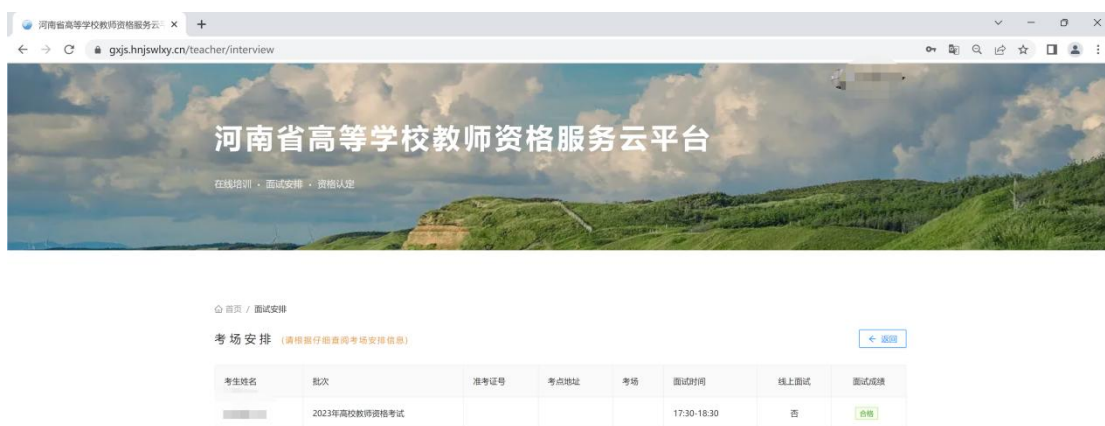 河南省高等学校教师资格服务云平
gxjs.hnjswlxy.cn/teacher/interview
河南省高等学校教师资格服务云平台
在线培训 · 面试安排 · 资格认定
首页 / 面试安排
考场安排 (请根据仔细查阅考场安排信息)
← 返回
考生姓名 批次 准考证号 考点地址 考场 面试时间 线上面试 面试成绩
2023年高校教师资格考试 17:30-18:30 否 合格